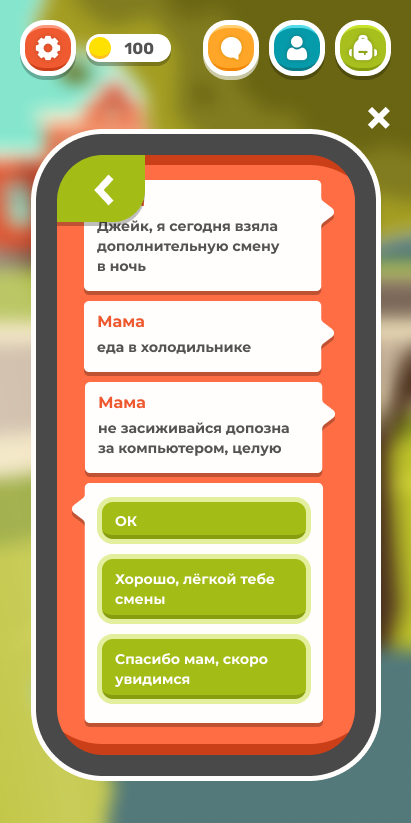 100
Джейк, я сегодня взяла
дополнительную смену
в ночь
Мама
еда в холодильнике
Мама
не засиживайся допозна
за компьютером, целую
ОК
Хорошо, лёгкой тебе
смены
Спасибо мам, скоро
увидимся